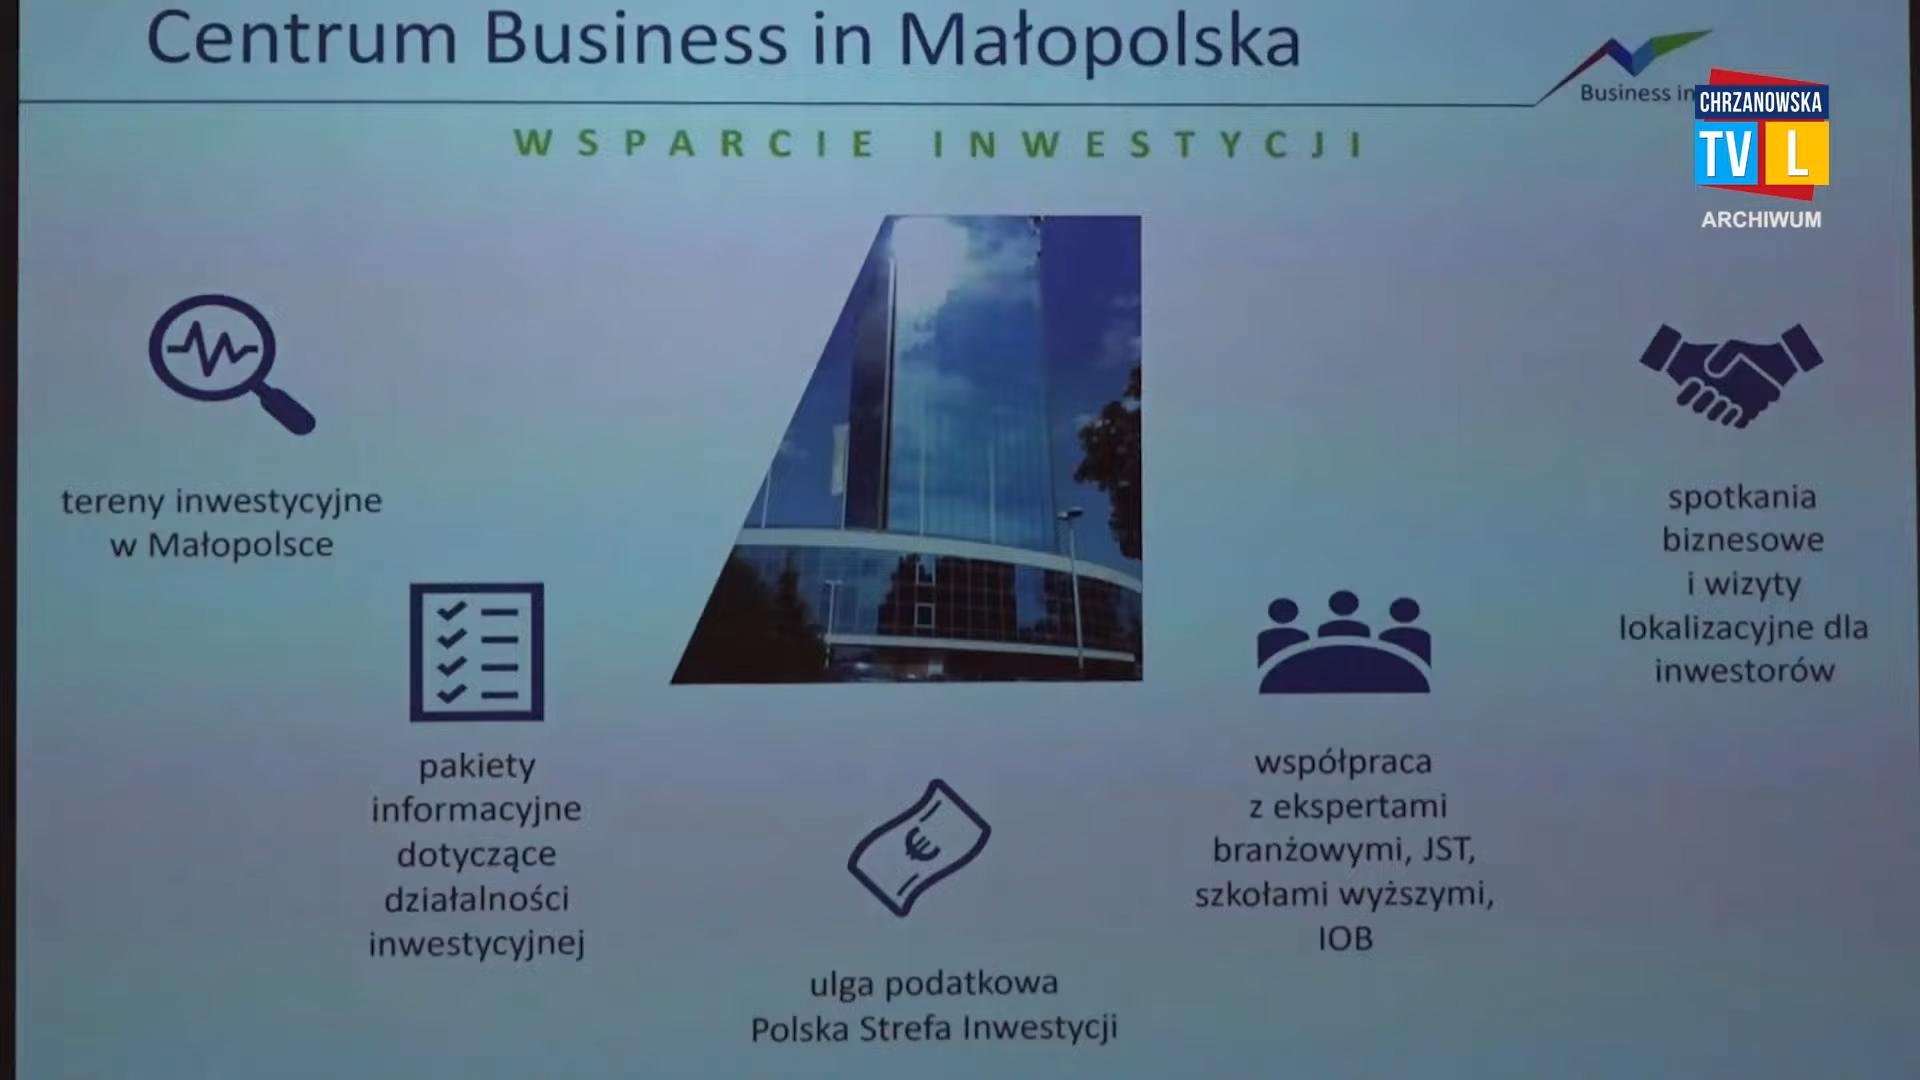 Centrum Business in Małopolska
Business in
CHRZANOWSKA
TV L
ARCHIWUM
WSPARCIE INWESTYCJI
tereny inwestycyjne
w Małopolsce
pakiety
informacyjne
dotyczące
działalności
inwestycyjnej
€
ulga podatkowa
Polska Strefa Inwestycji
współpraca
z ekspertami
branżowymi, JST,
szkołami wyższymi,
IOB
spotkania
biznesowe
i wizyty
lokalizacyjne dla
inwestorów